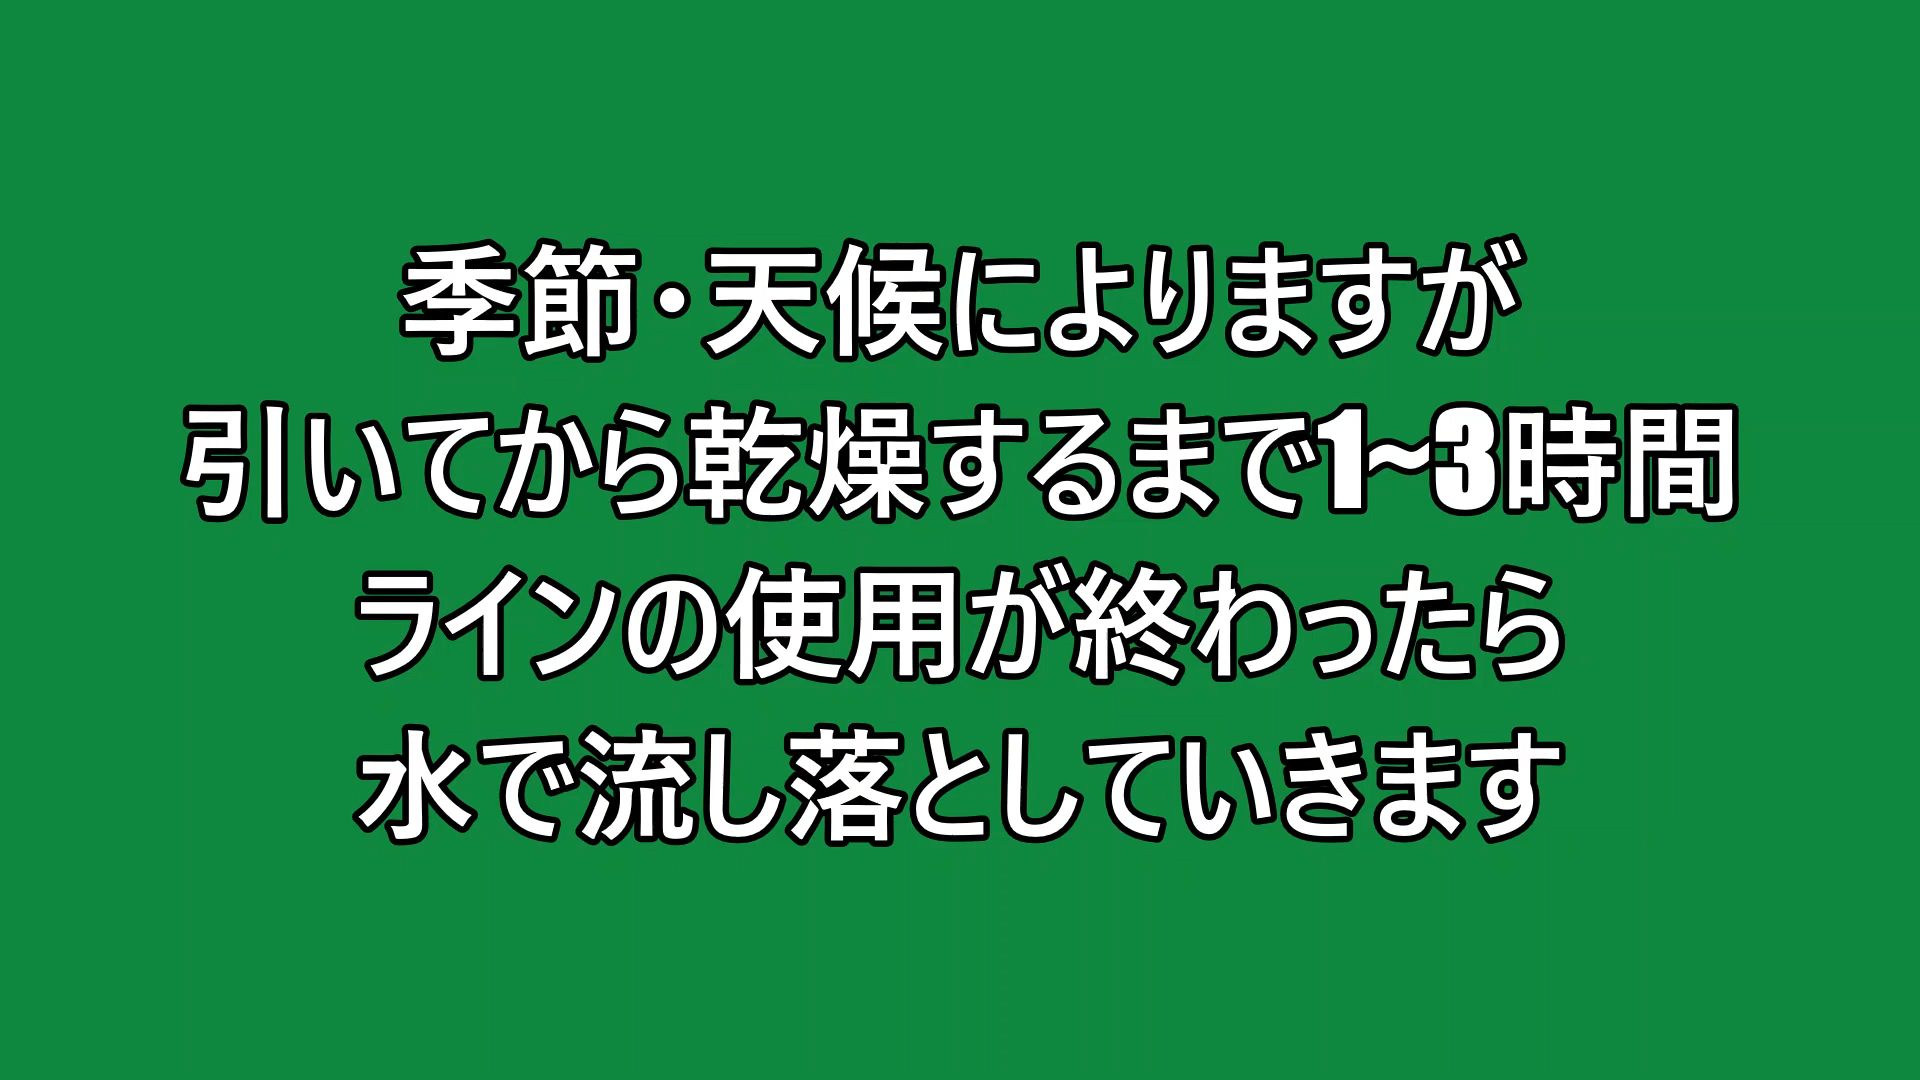 季節・天候によりますが
引いてから乾燥するまで1~3時間
ラインの使用が終わったら
水で流し落としていきます